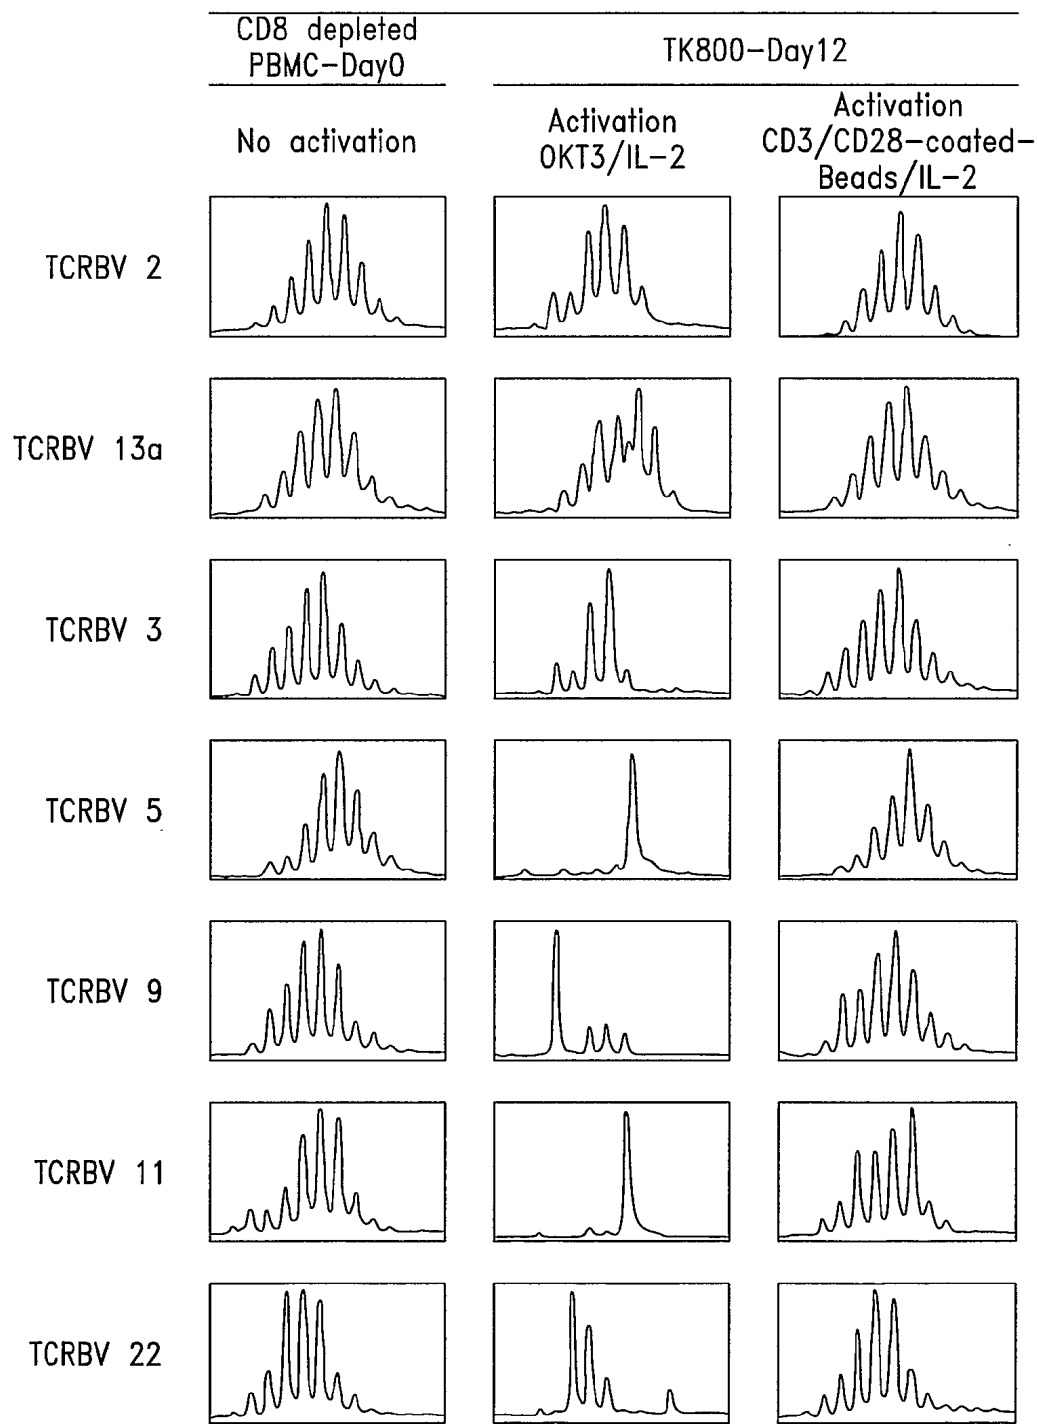 CD8 depleted
PBMC-Day0
TK800-Day12
No activation
Activation
OKT3/IL-2
Activation
CD3/CD28-coated-
Beads/IL-2
TCRBV 2
TCRBV 13a
TCRBV 3
TCRBV 5
TCRBV 9
TCRBV 11
TCRBV 22